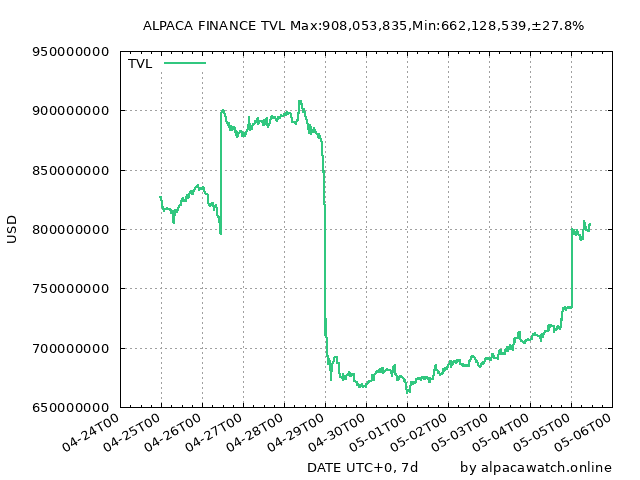 ALPACA FINANCE TVL Max:908,053,835,Min:662,128,539,±27.8%
TVL
950000000
900000000
850000000
800000000
750000000
700000000
650000000
USD
04-24T00
04-25T00
04-26T00
04-27T00
04-28T00
04-29T00
04-30T00
05-01T00
05-02T00
05-03T00
05-04T00
05-05T00
05-06T00
DATE UTC+0, 7d
by alpacawatch.online